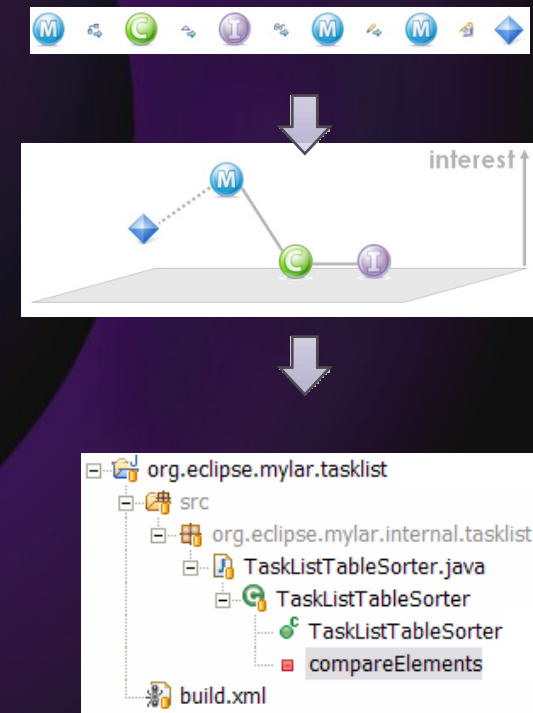 M C I M M
interest
M
C I
org.eclipse.mylar.tasklist
src
org.eclipse.mylar.internal.tasklist
J TaskListTableSorter.java
C TaskListTableSorter
C TaskListTableSorter
compareElements
build.xml